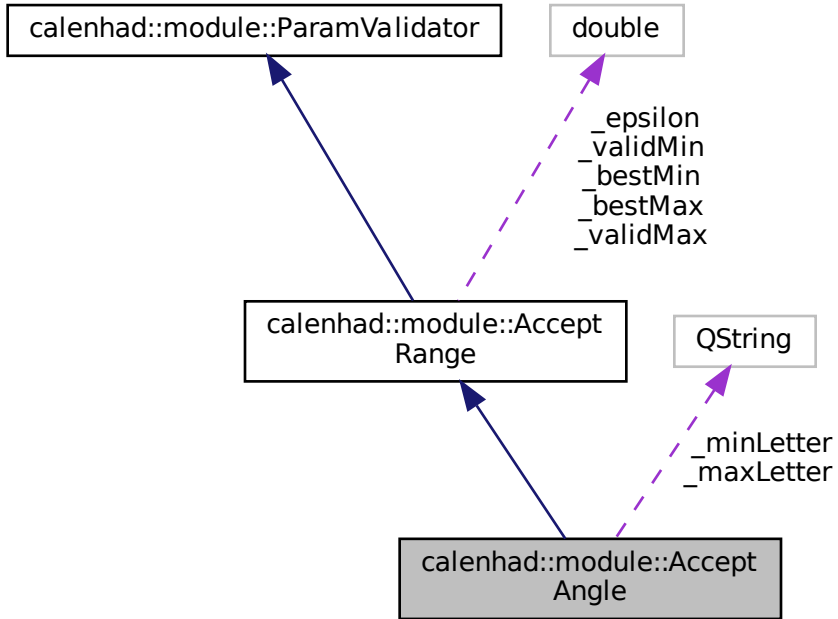 calenhad::module::ParamValidator
double
_epsilon
_validMin
_bestMin
_bestMax
_validMax
calenhad::module::Accept
Range
QString
_minLetter
_maxLetter
calenhad::module::Accept
Angle